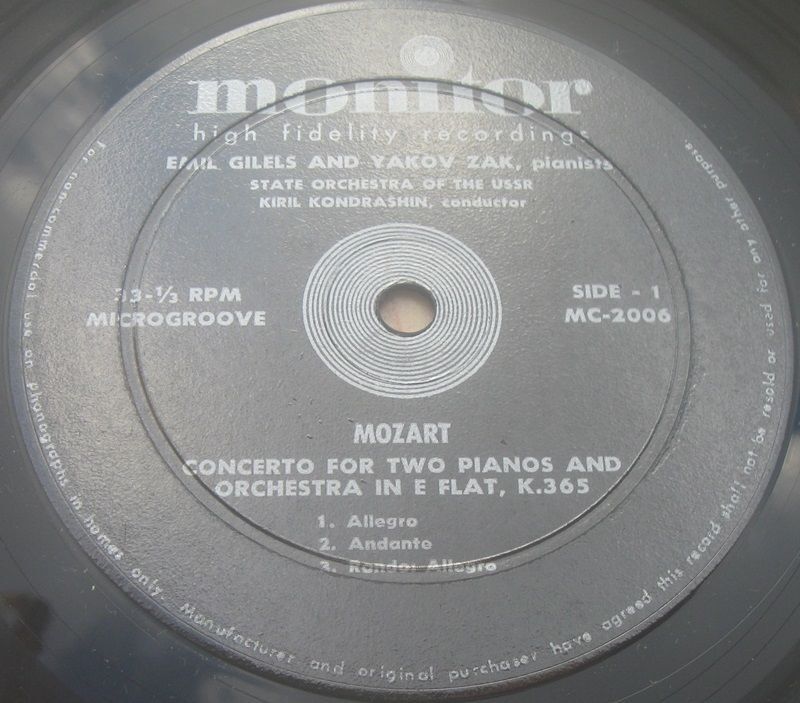 monitor
high fidelity recordings
EMIL GILELS AND YAKOV ZAK, pianists
STATE ORCHESTRA OF THE USSR
KIRIL KONDRASHIN, conductor
33-1/3 RPM
MICROGROOVE
SIDE - 1
MC-2006
MOZART
CONCERTO FOR TWO PIANOS AND
ORCHESTRA IN E FLAT, K.365
1. Allegro
2. Andante
3. Rondo: Allegro
for non-commercial use on phonographs in homes only. Manufacturer and original purchaser have agreed this record shall not be resold or used for any other purpose.